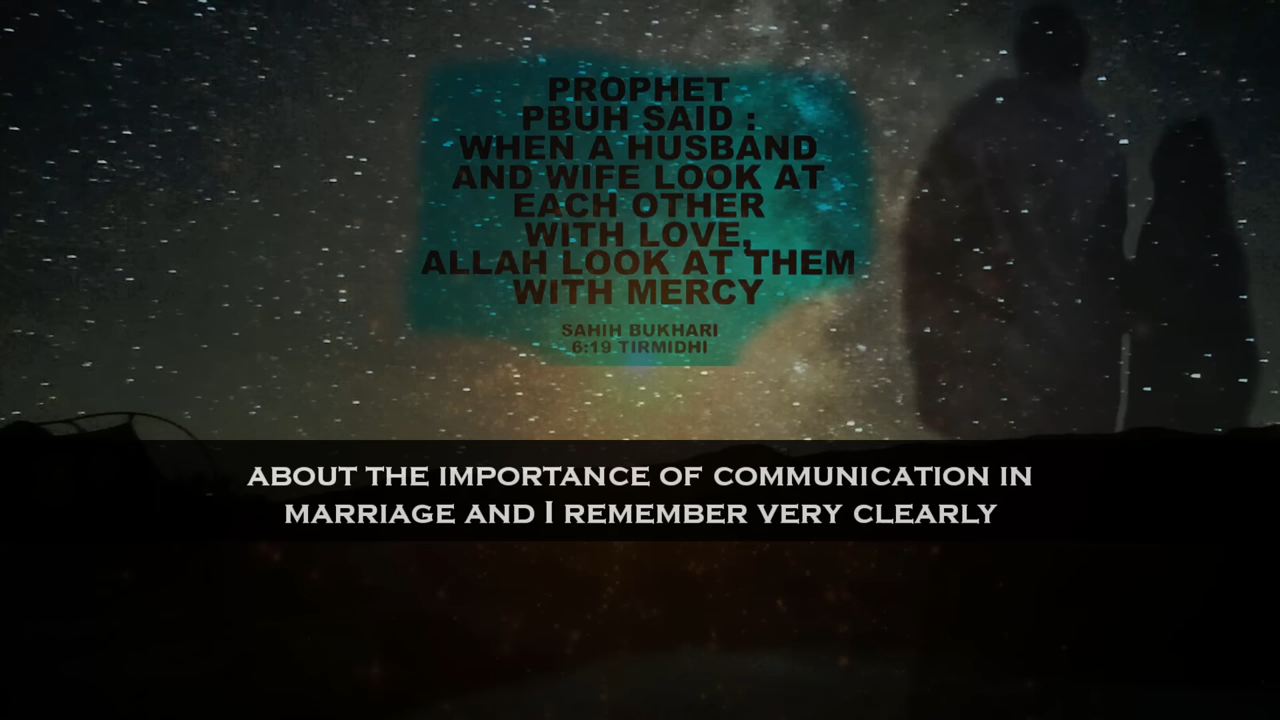 PROPHET
PBUH SAID :
WHEN A HUSBAND
AND WIFE LOOK AT
EACH OTHER
WITH LOVE,
ALLAH LOOK AT THEM
WITH MERCY
SAHIH BUKHARI
6:19 TIRMIDHI
ABOUT THE IMPORTANCE OF COMMUNICATION IN
MARRIAGE AND I REMEMBER VERY CLEARLY